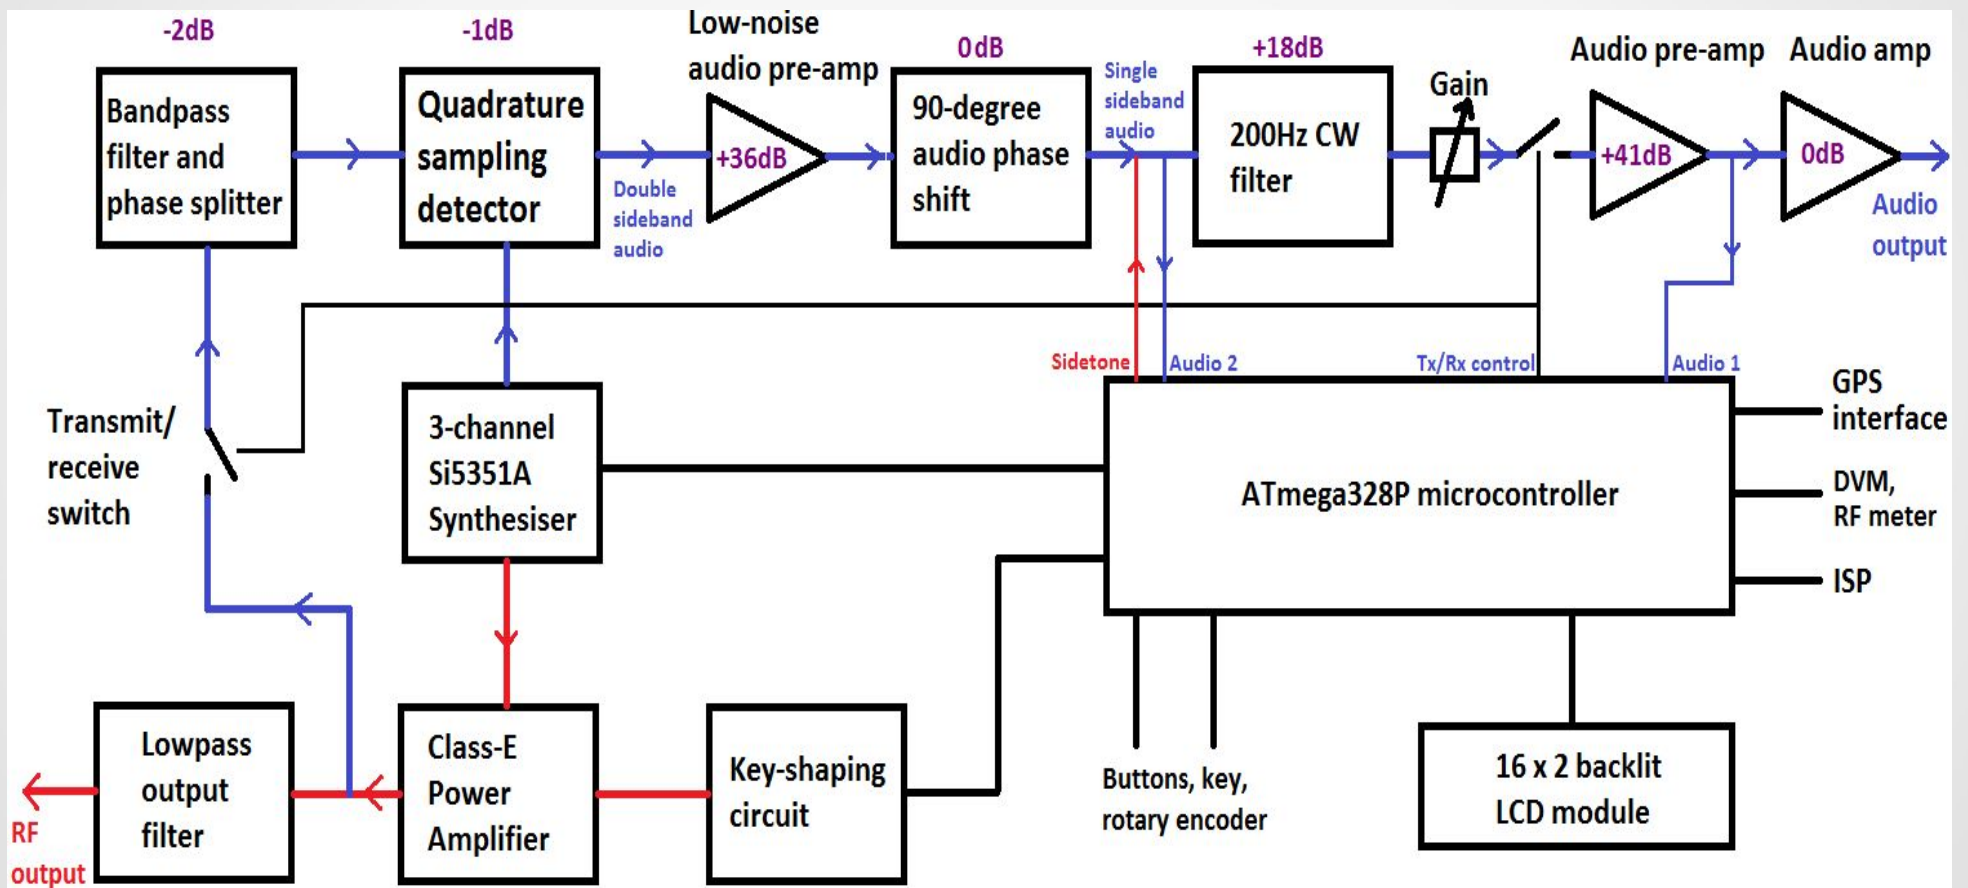 -2dB
-1dB
Low-noise
audio pre-amp
0dB
+18dB
Audio pre-amp
Audio amp
Bandpass
filter and
phase splitter
Quadrature
sampling
detector
+36dB
90-degree
audio phase
shift
Single
sideband
audio
200Hz CW
filter
Gain
+41dB
0dB
Double
sideband
audio
Audio
output
Sidetone
Audio 2
Tx/Rx control
Audio 1
Transmit/
receive
switch
3-channel
Si5351A
Synthesiser
ATmega328P microcontroller
GPS
interface
DVM,
RF meter
ISP
Lowpass
output
filter
Class-E
Power
Amplifier
Key-shaping
circuit
Buttons, key,
rotary encoder
16 x 2 backlit
LCD module
RF
output